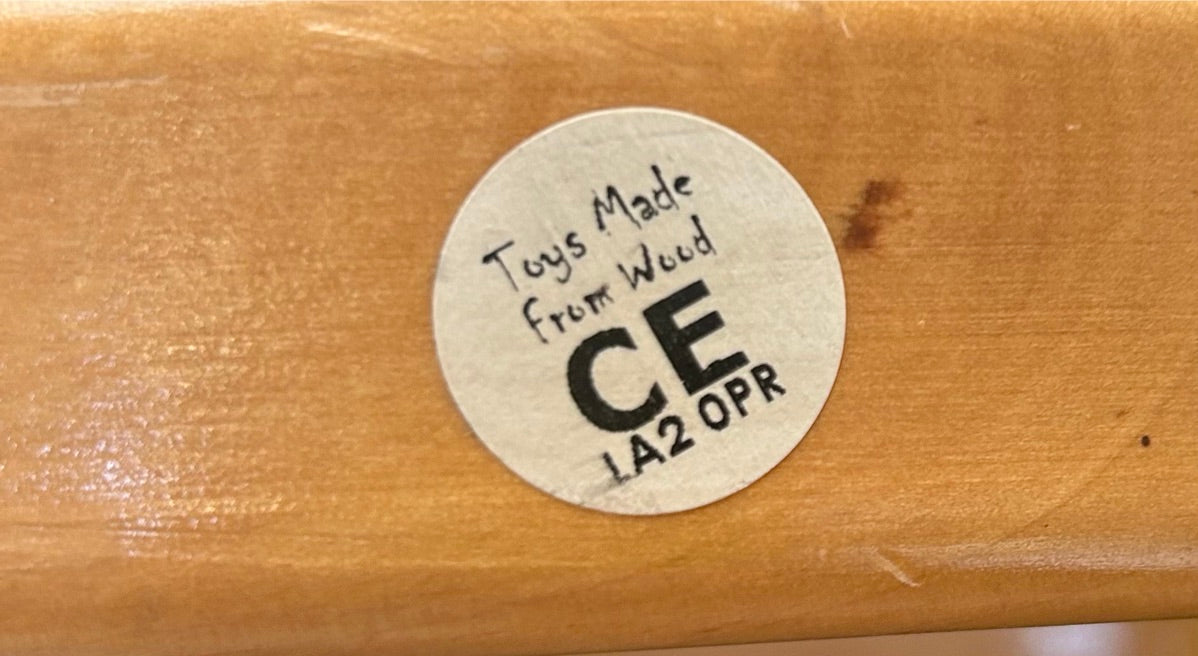 Toys Made
from Wood
CE
LA2 0PR